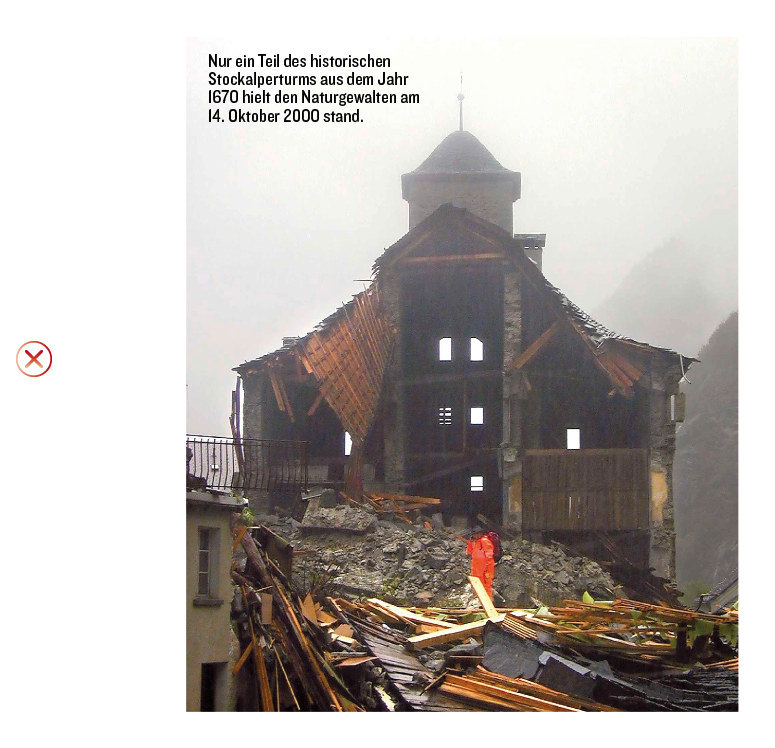 Nur ein Teil des historischen
Stockalperturms aus dem Jahr
1670 hielt den Naturgewalten am
14. Oktober 2000 stand.